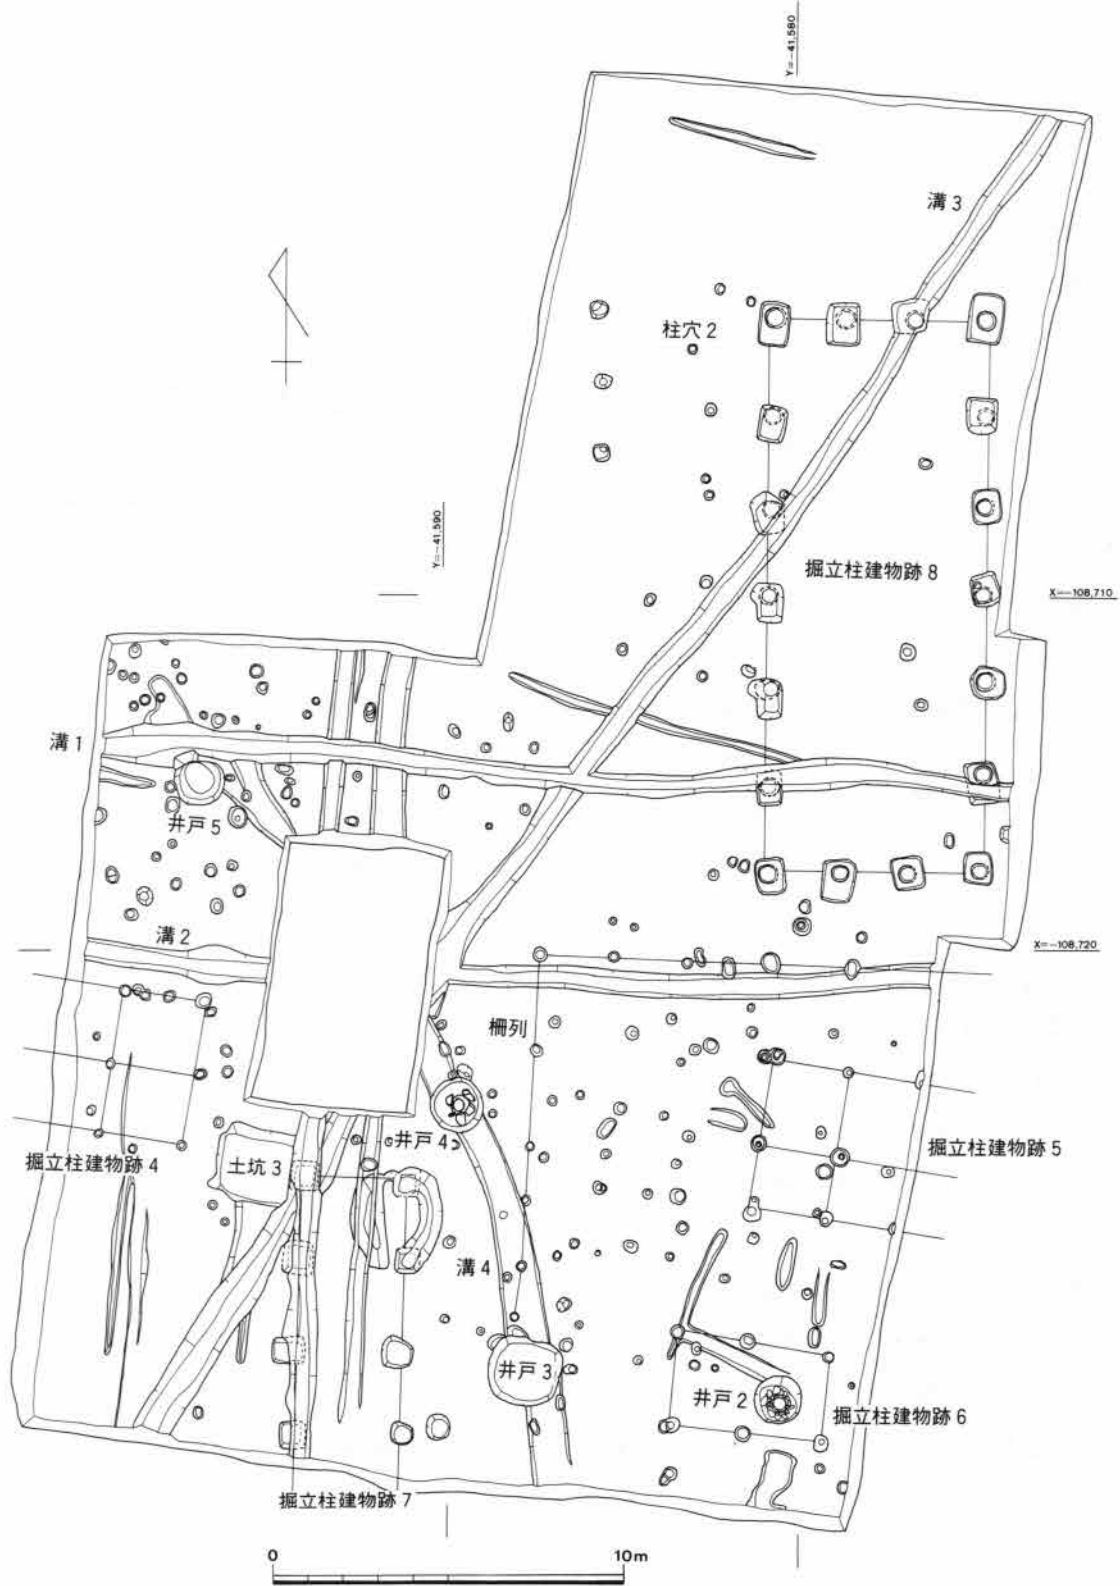 Y=-41,580
溝3
柱穴2
Y=-41,590
掘立柱建物跡8
X=-108,710
溝1
井戸5
溝2
X=-108,720
柵列
井戸4
掘立柱建物跡5
掘立柱建物跡4
土坑3
溝4
井戸3
井戸2
掘立柱建物跡6
掘立柱建物跡7
0
10m